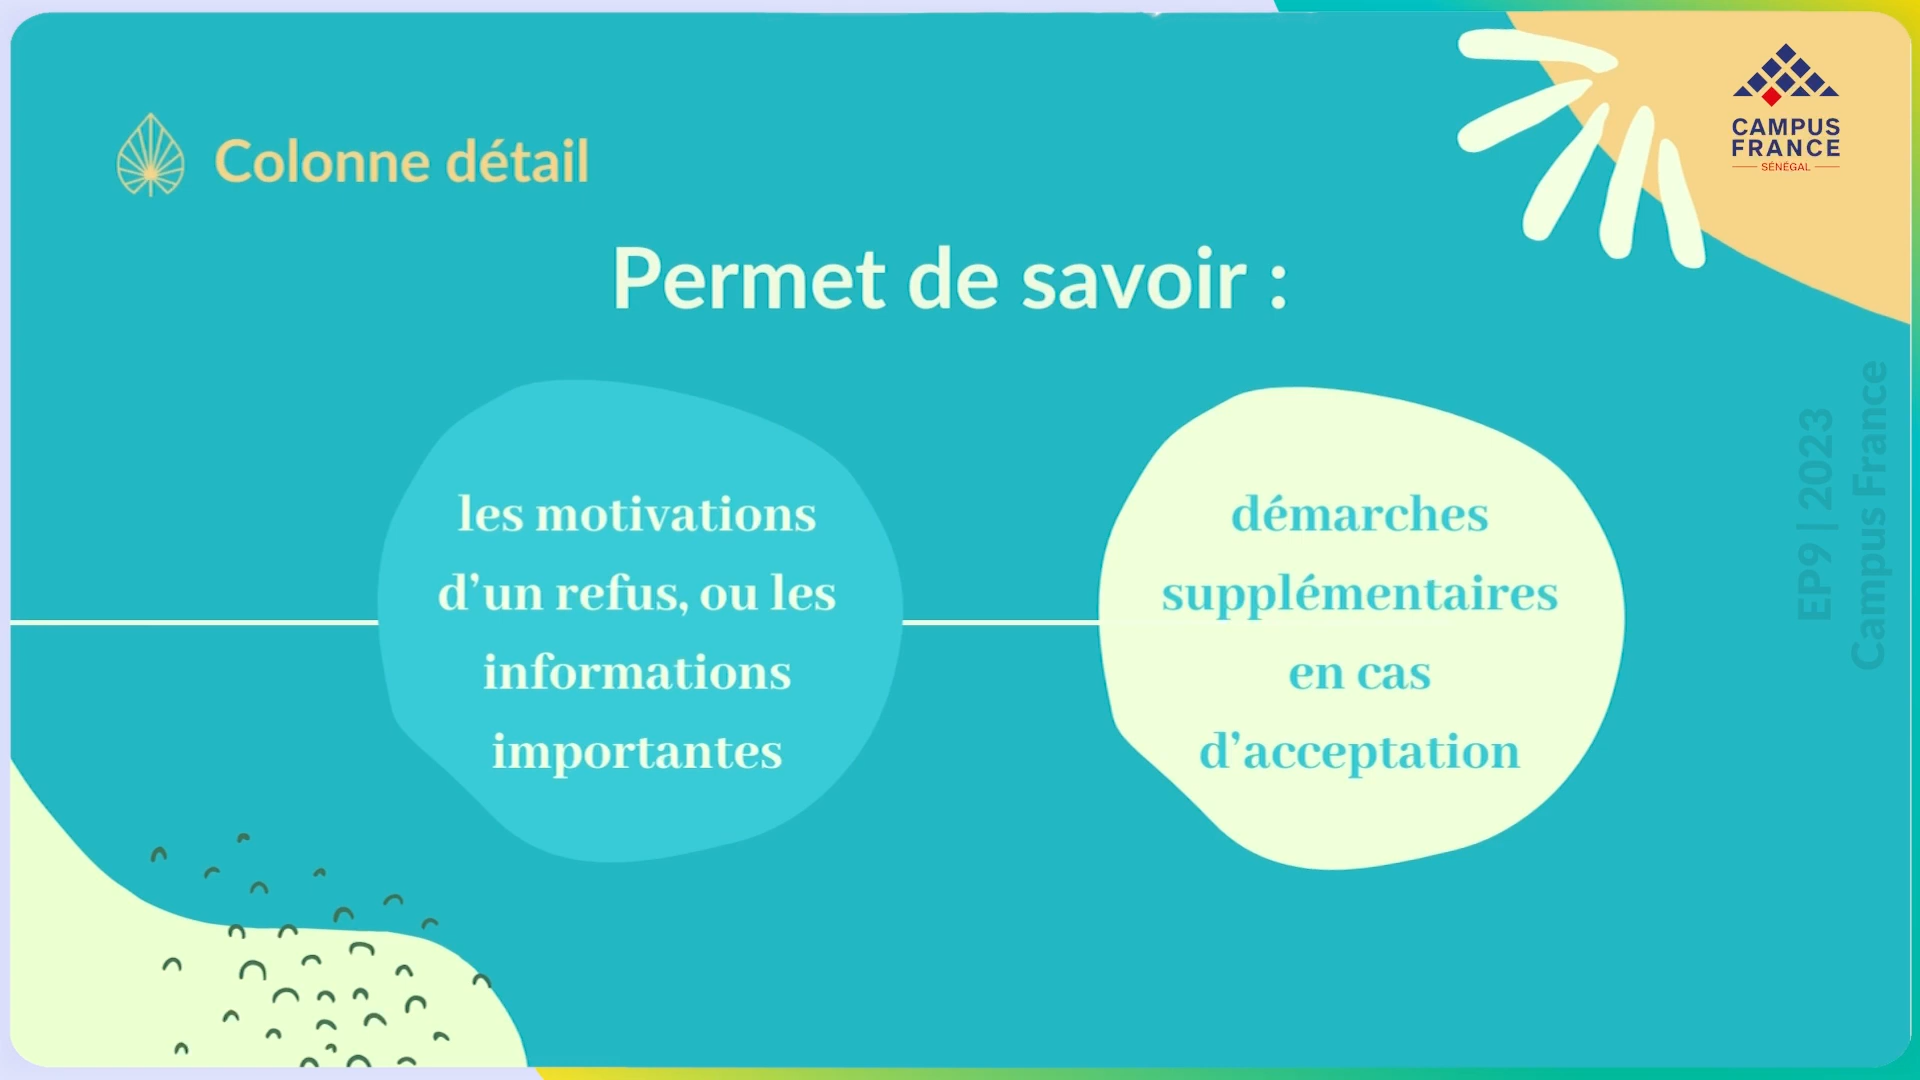 CAMPUS
FRANCE
SÉNÉGAL
Colonne détail
Permet de savoir :
les motivations
d’un refus, ou les
informations
importantes
démarches
supplémentaires
en cas
d’acceptation
EP9 | 2023
Campus France